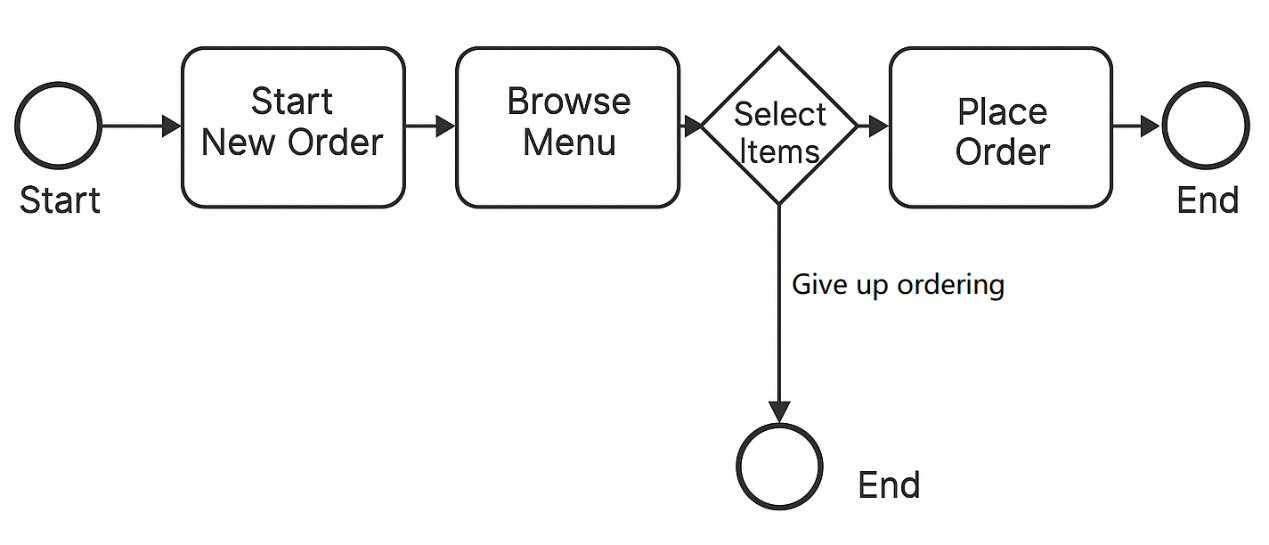 Start
Start
New Order
Browse
Menu
Select
Items
Place
Order
End
Give up ordering
End